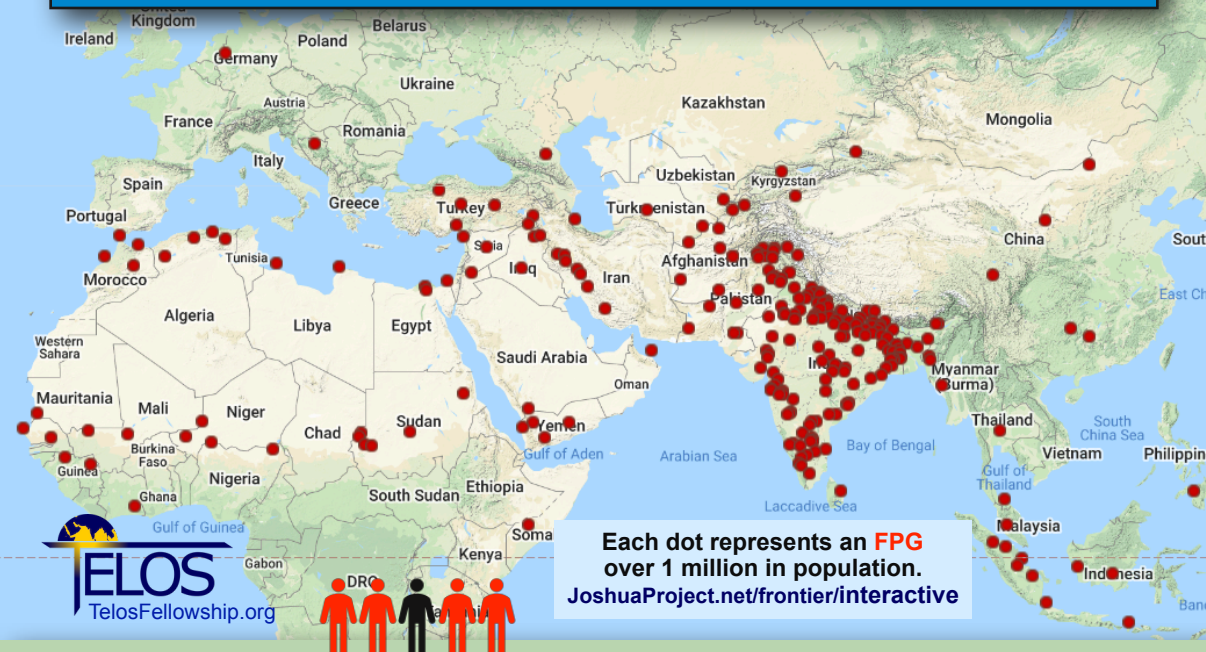 United
Kingdom
Ireland
Belarus
Poland
Germany
Ukraine
Kazakhstan
Austria
Mongolia
France
Romania
Italy
Uzbekistan
Kyrgyzstan
Spain
Greece
Turkey
Turkmenistan
Portugal
China
South
Syria
Tunisia
Afghanistan
Morocco
Iraq
Iran
East Ch
Pakistan
Algeria
Libya
Egypt
Western
Sahara
Saudi Arabia
India
Oman
Myanmar
(Burma)
Mauritania
Mali
Niger
Sudan
Thailand
South
China Sea
Chad
Yemen
Burkina
Faso
Bay of Bengal
Gulf of Aden
Arabian Sea
Vietnam
Philippin
Guinea
Gulf of
Thailand
Nigeria
Ethiopia
Ghana
South Sudan
Laccadive Sea
Gulf of Guinea
Malaysia
Soma
Kenya
Gabon
DRC
Indonesia
Tanzania
Ban
TELOS
TelosFellowship.org
Each dot represents an FPG
over 1 million in population.
JoshuaProject.net/frontier/interactive